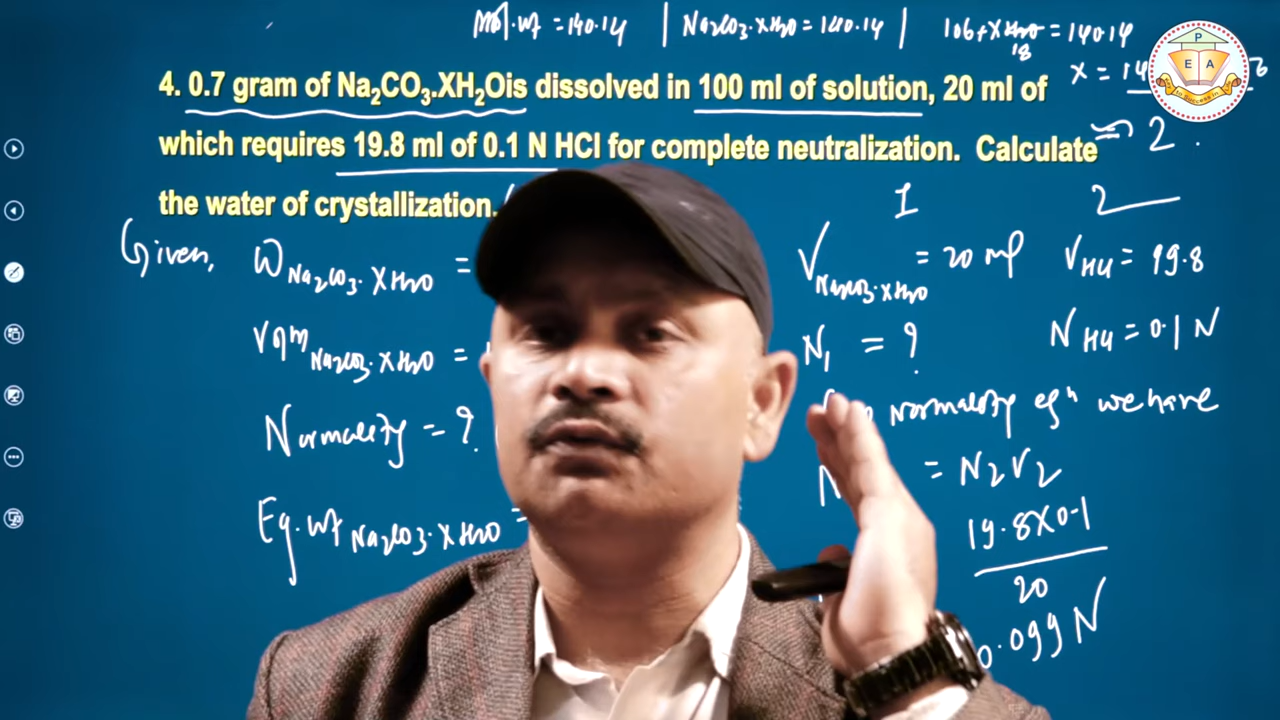 Mol. wt = 140.14 | Na2CO3.XH2O = 140.14 | 106 + XH2O = 140.14
18
4. 0.7 gram of Na₂CO₃.XH₂Ois dissolved in 100 ml of solution, 20 ml of
x = 14
P
E A
which requires 19.8 ml of 0.1 N HCl for complete neutralization. Calculate
≈ 2.
the water of crystallization.
1 2
Given, W Na2CO3.XH2O =
V Na2CO3.XH2O = 20 ml V HCl = 19.8
Vol Na2CO3.XH2O =
N1 = ? N HCl = 0.1 N
Normality = ?
normality eqn we have
N = N2V2
Eq. wt Na2CO3.XH2O =
19.8X0.1
20
0.099 N